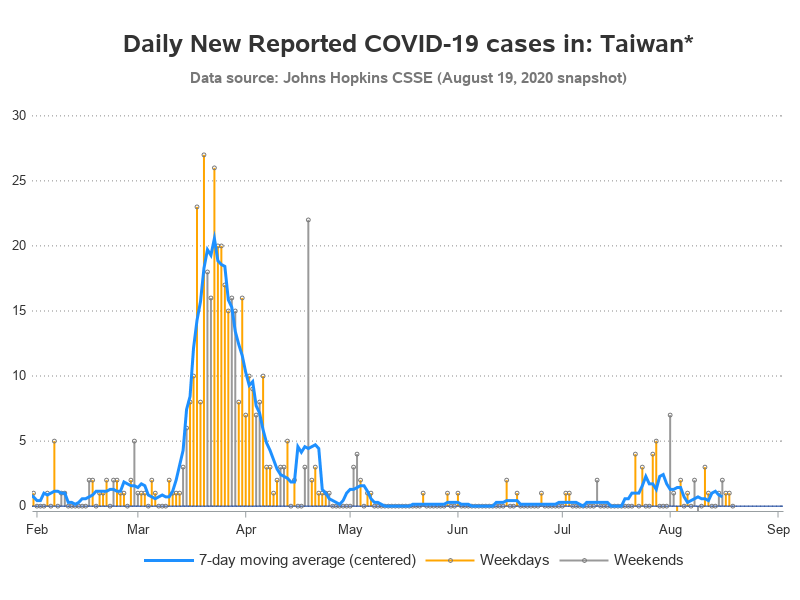 Daily New Reported COVID-19 cases in: Taiwan*
Data source: Johns Hopkins CSSE (August 19, 2020 snapshot)
30
25
20
15
10
5
0
Feb Mar Apr May Jun Jul Aug Sep
7-day moving average (centered) Weekdays Weekends